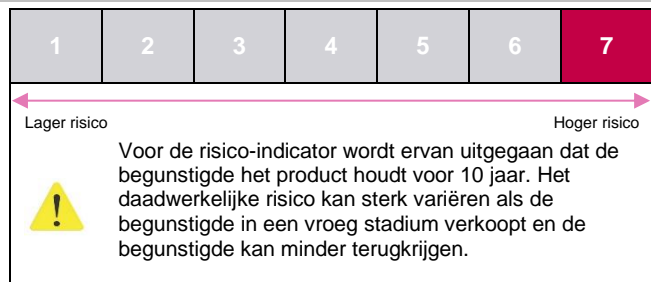 1 2 3 4 5 6 7
Lager risico Hoger risico
Voor de risico-indicator wordt ervan uitgegaan dat de
begunstigde het product houdt voor 10 jaar. Het
daadwerkelijke risico kan sterk variëren als de
begunstigde in een vroeg stadium verkoopt en de
begunstigde kan minder terugkrijgen.